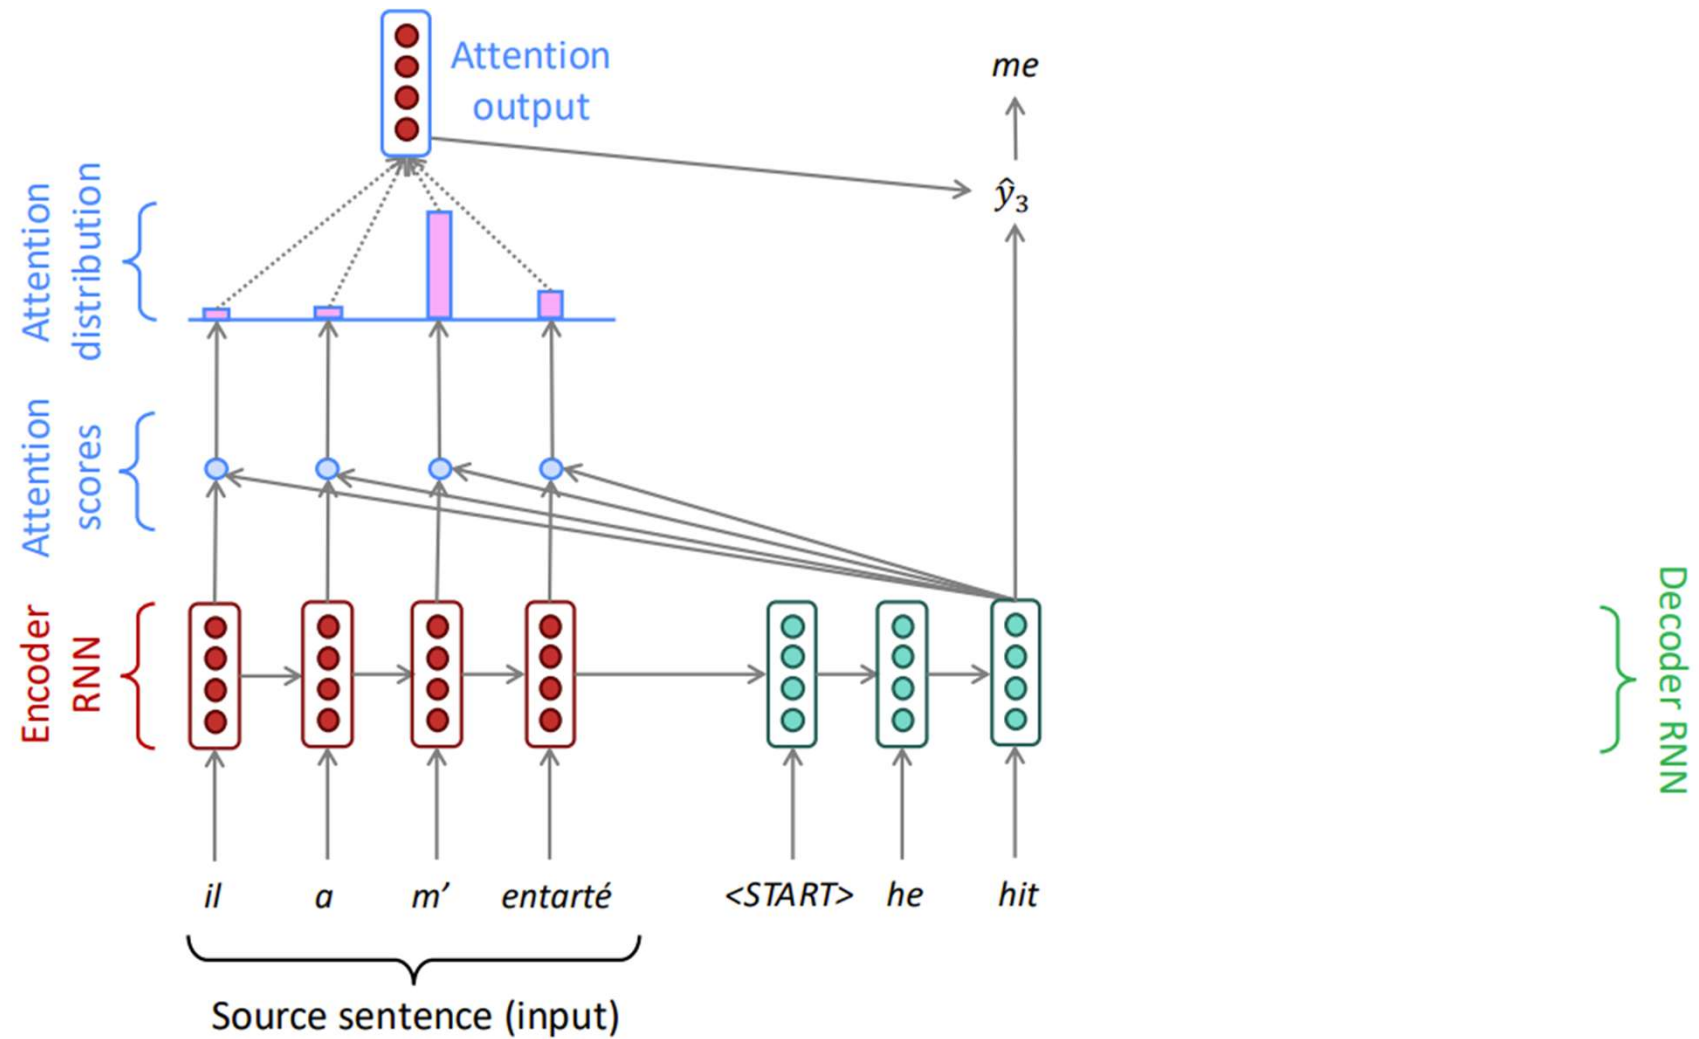 Attention
output
me
ŷ₃
Attention
distribution
Attention
scores
Encoder
RNN
Decoder RNN
il a m’ entarté <START> he hit
Source sentence (input)